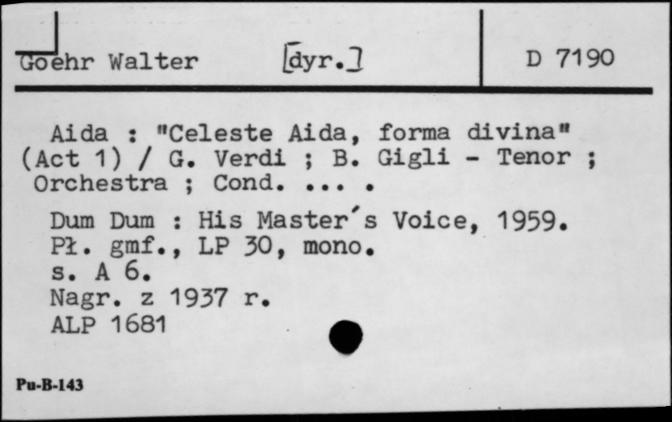 Goehr Walter [dyr.] D 7190
Aida : "Celeste Aida, forma divina"
(Act 1) / G. Verdi ; B. Gigli - Tenor ;
Orchestra ; Cond. ... .
Dum Dum : His Master´s Voice, 1959.
Pł. gmf., LP 30, mono.
s. A 6.
Nagr. z 1937 r.
ALP 1681
Pu-B-143